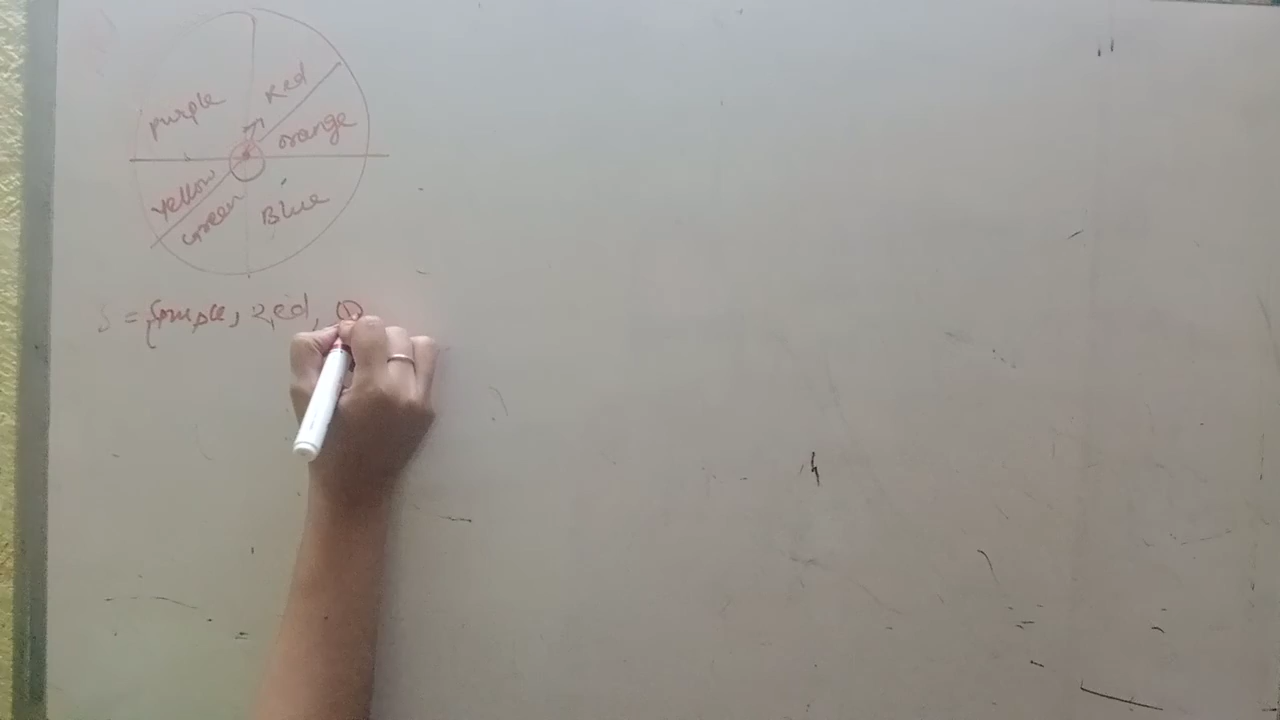 purple
Red
orange
yellow
Green
Blue
S = {purple, Red, O